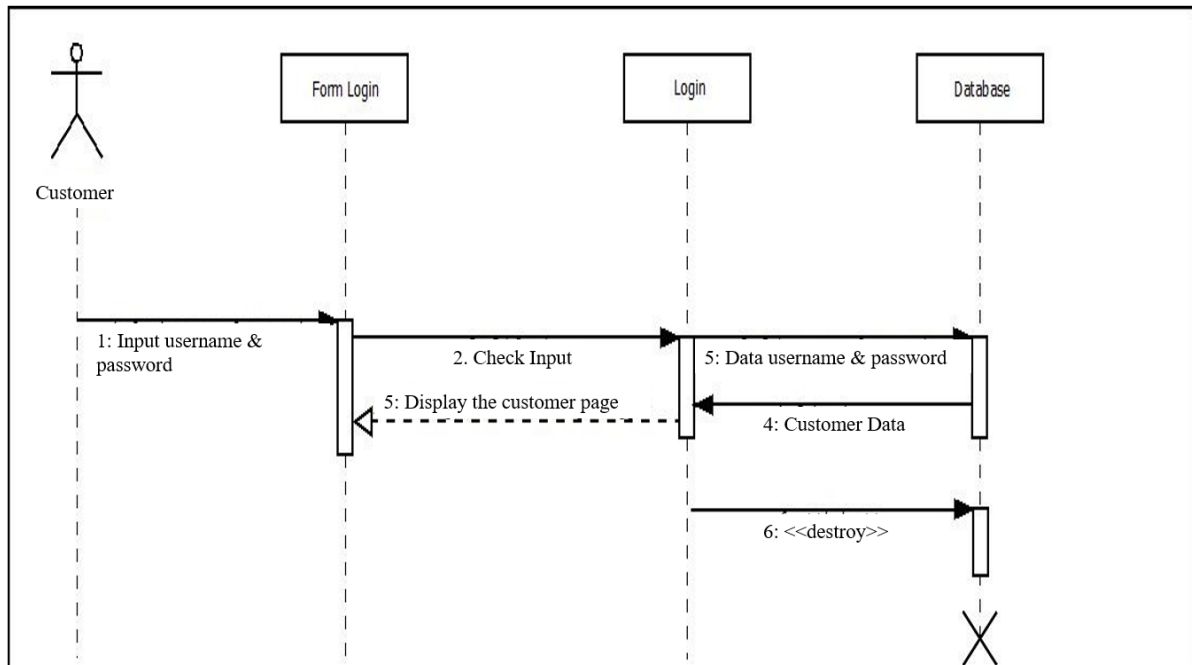 Form Login
Login
Database
Customer
1: Input username &
password
2. Check Input
5: Data username & password
5: Display the customer page
4: Customer Data
6: <<destroy>>